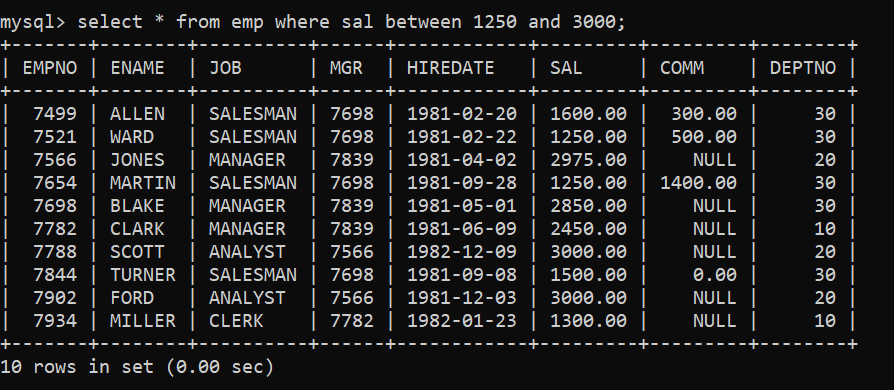 mysql> select * from emp where sal between 1250 and 3000;
+-------+--------+----------+------+------------+---------+---------+--------+
| EMPNO | ENAME  | JOB      | MGR  | HIREDATE   | SAL     | COMM    | DEPTNO |
+-------+--------+----------+------+------------+---------+---------+--------+
|  7499 | ALLEN  | SALESMAN | 7698 | 1981-02-20 | 1600.00 |  300.00 |     30 |
|  7521 | WARD   | SALESMAN | 7698 | 1981-02-22 | 1250.00 |  500.00 |     30 |
|  7566 | JONES  | MANAGER  | 7839 | 1981-04-02 | 2975.00 |    NULL |     20 |
|  7654 | MARTIN | SALESMAN | 7698 | 1981-09-28 | 1250.00 | 1400.00 |     30 |
|  7698 | BLAKE  | MANAGER  | 7839 | 1981-05-01 | 2850.00 |    NULL |     30 |
|  7782 | CLARK  | MANAGER  | 7839 | 1981-06-09 | 2450.00 |    NULL |     10 |
|  7788 | SCOTT  | ANALYST  | 7566 | 1982-12-09 | 3000.00 |    NULL |     20 |
|  7844 | TURNER | SALESMAN | 7698 | 1981-09-08 | 1500.00 |    0.00 |     30 |
|  7902 | FORD   | ANALYST  | 7566 | 1981-12-03 | 3000.00 |    NULL |     20 |
|  7934 | MILLER | CLERK    | 7782 | 1982-01-23 | 1300.00 |    NULL |     10 |
+-------+--------+----------+------+------------+---------+---------+--------+
10 rows in set (0.00 sec)